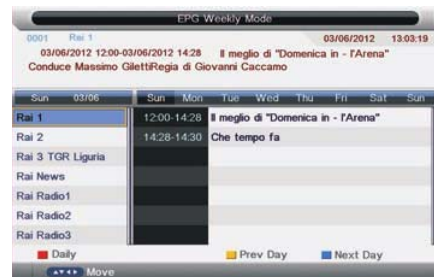 EPG Weekly Mode
0001 Rai 1 03/06/2012 13:03:19
03/06/2012 12:00-03/06/2012 14:28 Il meglio di "Domenica in - l'Arena"
Conduce Massimo GilettiRegia di Giovanni Caccamo
Sun 03/06 Sun Mon Tue Wed Thu Fri Sat Sun
Rai 1 12:00-14:28 Il meglio di "Domenica in - l'Arena"
Rai 2 14:28-14:30 Che tempo fa
Rai 3 TGR Liguria
Rai News
Rai Radio1
Rai Radio2
Rai Radio3
Daily Prev Day Next Day
Move